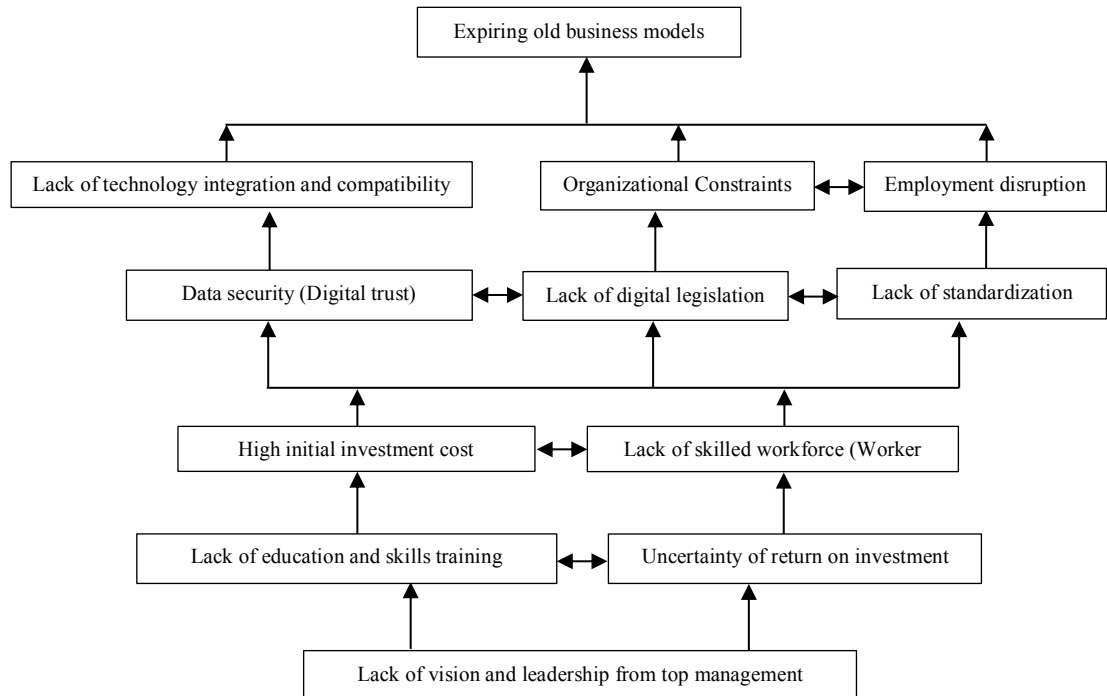 Expiring old business models
Lack of technology integration and compatibility
Organizational Constraints
Employment disruption
Data security (Digital trust)
Lack of digital legislation
Lack of standardization
High initial investment cost
Lack of skilled workforce (Worker
Lack of education and skills training
Uncertainty of return on investment
Lack of vision and leadership from top management